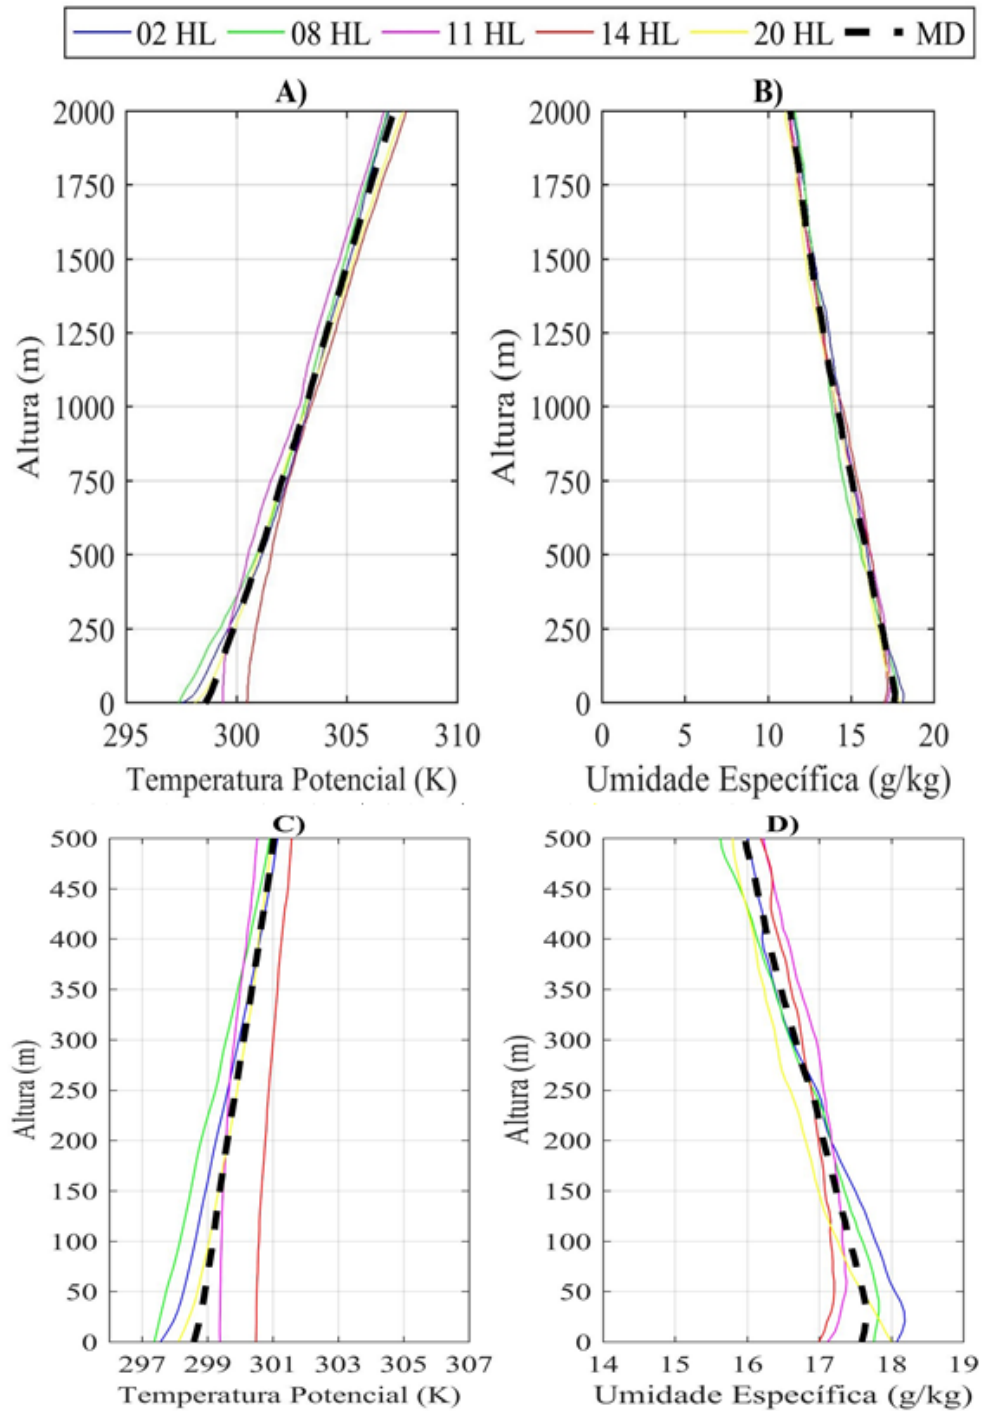 02 HL 08 HL 11 HL 14 HL 20 HL MD
A) B)
2000
1750
1500
1250
1000
750
500
250
0
Altura (m)
295 300 305 310
Temperatura Potencial (K)
2000
1750
1500
1250
1000
750
500
250
0
Altura (m)
0 5 10 15 20
Umidade Específica (g/kg)
C) D)
500
450
400
350
300
250
200
150
100
50
0
Altura (m)
297 299 301 303 305 307
Temperatura Potencial (K)
500
450
400
350
300
250
200
150
100
50
0
Altura (m)
14 15 16 17 18 19
Umidade Específica (g/kg)